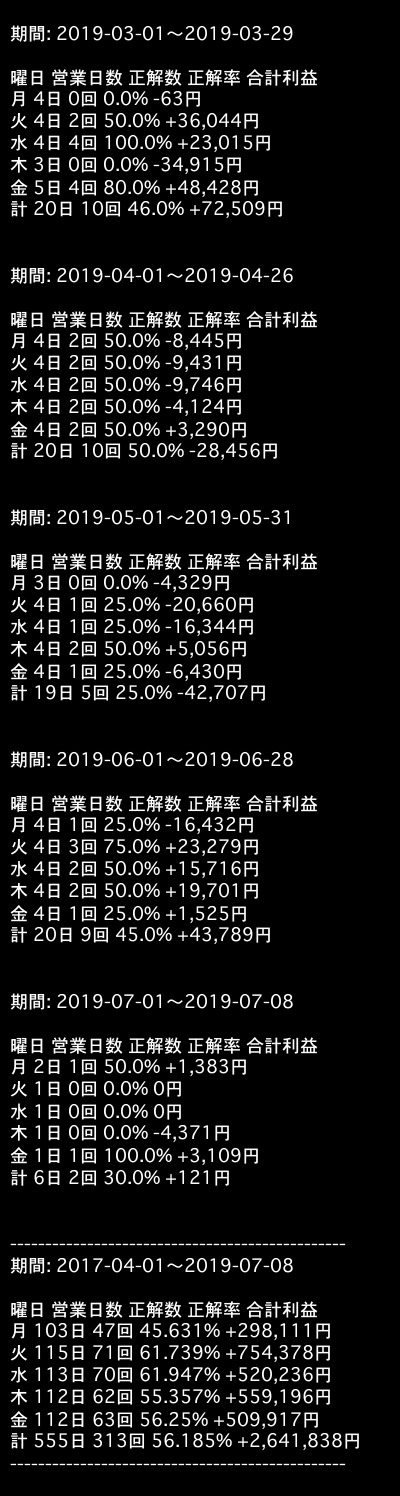 期間: 2019-03-01〜2019-03-29
曜日 営業日数 正解数 正解率 合計利益
月 4日 0回 0.0% -63円
火 4日 2回 50.0% +36,044円
水 4日 4回 100.0% +23,015円
木 3日 0回 0.0% -34,915円
金 5日 4回 80.0% +48,428円
計 20日 10回 46.0% +72,509円
期間: 2019-04-01〜2019-04-26
曜日 営業日数 正解数 正解率 合計利益
月 4日 2回 50.0% -8,445円
火 4日 2回 50.0% -9,431円
水 4日 2回 50.0% -9,746円
木 4日 2回 50.0% -4,124円
金 4日 2回 50.0% +3,290円
計 20日 10回 50.0% -28,456円
期間: 2019-05-01〜2019-05-31
曜日 営業日数 正解数 正解率 合計利益
月 3日 0回 0.0% -4,329円
火 4日 1回 25.0% -20,660円
水 4日 1回 25.0% -16,344円
木 4日 2回 50.0% +5,056円
金 4日 1回 25.0% -6,430円
計 19日 5回 25.0% -42,707円
期間: 2019-06-01〜2019-06-28
曜日 営業日数 正解数 正解率 合計利益
月 4日 1回 25.0% -16,432円
火 4日 3回 75.0% +23,279円
水 4日 2回 50.0% +15,716円
木 4日 2回 50.0% +19,701円
金 4日 1回 25.0% +1,525円
計 20日 9回 45.0% +43,789円
期間: 2019-07-01〜2019-07-08
曜日 営業日数 正解数 正解率 合計利益
月 2日 1回 50.0% +1,383円
火 1日 0回 0.0% 0円
水 1日 0回 0.0% 0円
木 1日 0回 0.0% -4,371円
金 1日 1回 100.0% +3,109円
計 6日 2回 30.0% +121円
------------------------------------------------
期間: 2017-04-01〜2019-07-08
曜日 営業日数 正解数 正解率 合計利益
月 103日 47回 45.631% +298,111円
火 115日 71回 61.739% +754,378円
水 113日 70回 61.947% +520,236円
木 112日 62回 55.357% +559,196円
金 112日 63回 56.25% +509,917円
計 555日 313回 56.185% +2,641,838円
------------------------------------------------